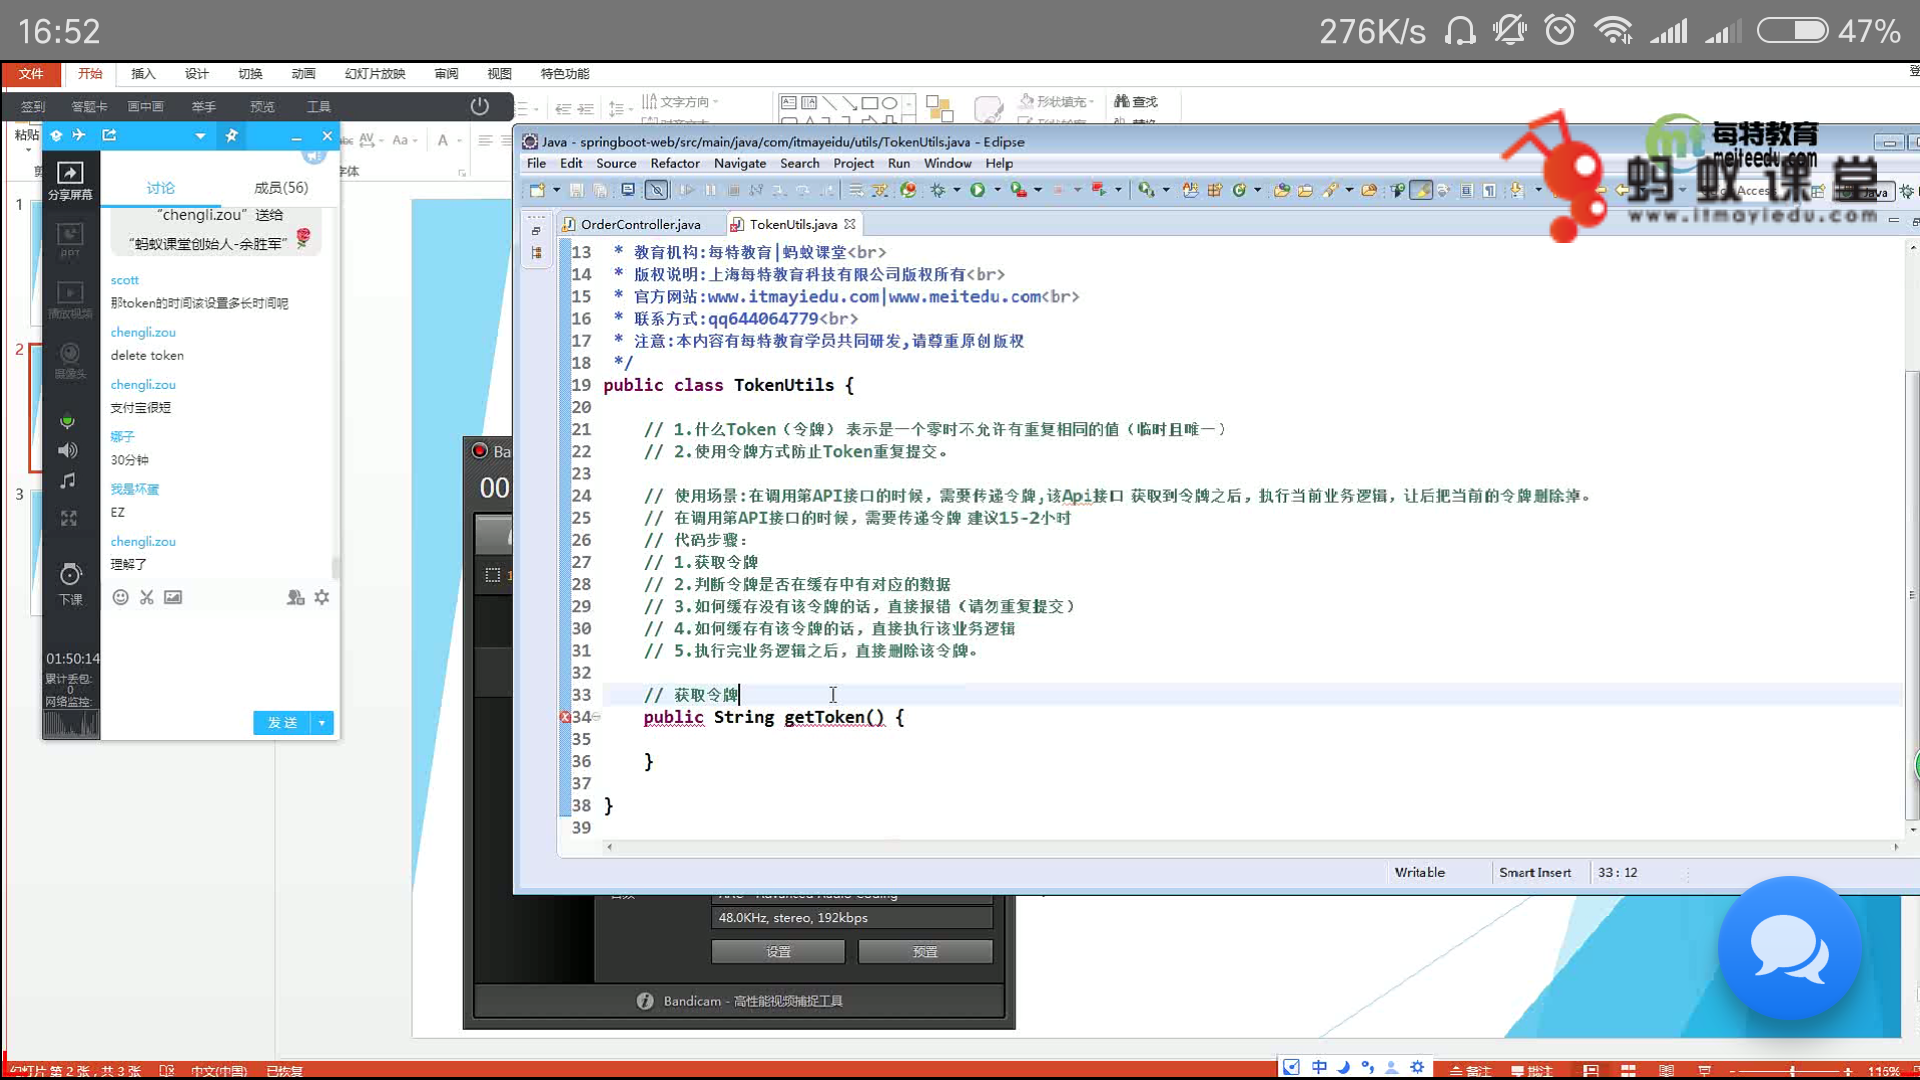 16:52
276K/s
47%
文件 开始 插入 设计 切换 动画 幻灯片放映 审阅 视图 特色功能
签到 答题卡 画中画 举手 预览 工具
文字方向
形状填充
查找
粘贴
Java - springboot-web/src/main/java/com/itmayeidu/utils/TokenUtils.java - Eclipse
File Edit Source Refactor Navigate Search Project Run Window Help
每特教育
meiteedu.com
蚂蚁课堂
www.itmayiedu.com
Java
OrderController.java
TokenUtils.java
分享屏幕
PPT
播放视频
摄像头
下课
01:50:14
累计丢包:
0
网络监控:
讨论
成员(56)
“chengli.zou” 送给
“蚂蚁课堂创始人-余胜军”
scott
那token的时间该设置多长时间呢
chengli.zou
delete token
chengli.zou
支付宝很短
娜子
30分钟
我是坏蛋
EZ
chengli.zou
理解了
发送
1
2
3
13 * 教育机构:每特教育|蚂蚁课堂<br>
14 * 版权说明:上海每特教育科技有限公司版权所有<br>
15 * 官方网站:www.itmayiedu.com|www.meitedu.com<br>
16 * 联系方式:qq644064779<br>
17 * 注意:本内容有每特教育学员共同研发,请尊重原创版权
18 */
19 public class TokenUtils {
20
21 // 1.什么Token（令牌） 表示是一个零时不允许有重复相同的值（临时且唯一）
22 // 2.使用令牌方式防止Token重复提交。
23
24 // 使用场景:在调用第API接口的时候，需要传递令牌,该Api接口 获取到令牌之后，执行当前业务逻辑，让后把当前的令牌删除掉。
25 // 在调用第API接口的时候，需要传递令牌 建议15-2小时
26 // 代码步骤：
27 // 1.获取令牌
28 // 2.判断令牌是否在缓存中有对应的数据
29 // 3.如何缓存没有该令牌的话，直接报错（请勿重复提交）
30 // 4.如何缓存有该令牌的话，直接执行该业务逻辑
31 // 5.执行完业务逻辑之后，直接删除该令牌。
32
33 // 获取令牌
34 public String getToken() {
35
36 }
37
38 }
39
Writable
Smart Insert
33 : 12
Ba
00
48.0KHz, stereo, 192kbps
设置
预置
Bandicam - 高性能视频捕捉工具
幻灯片 第 2 张，共 3 张
中文(中国)
已恢复
中
备注
批注
115%